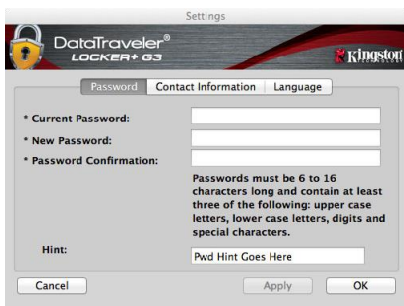 Settings
DataTraveler®
LOCKER+ G3
Kingston
Password Contact Information Language
* Current Password:
* New Password:
* Password Confirmation:
Passwords must be 6 to 16
characters long and contain at least
three of the following: upper case
letters, lower case letters, digits and
special characters.
Hint: Pwd Hint Goes Here
Cancel Apply OK